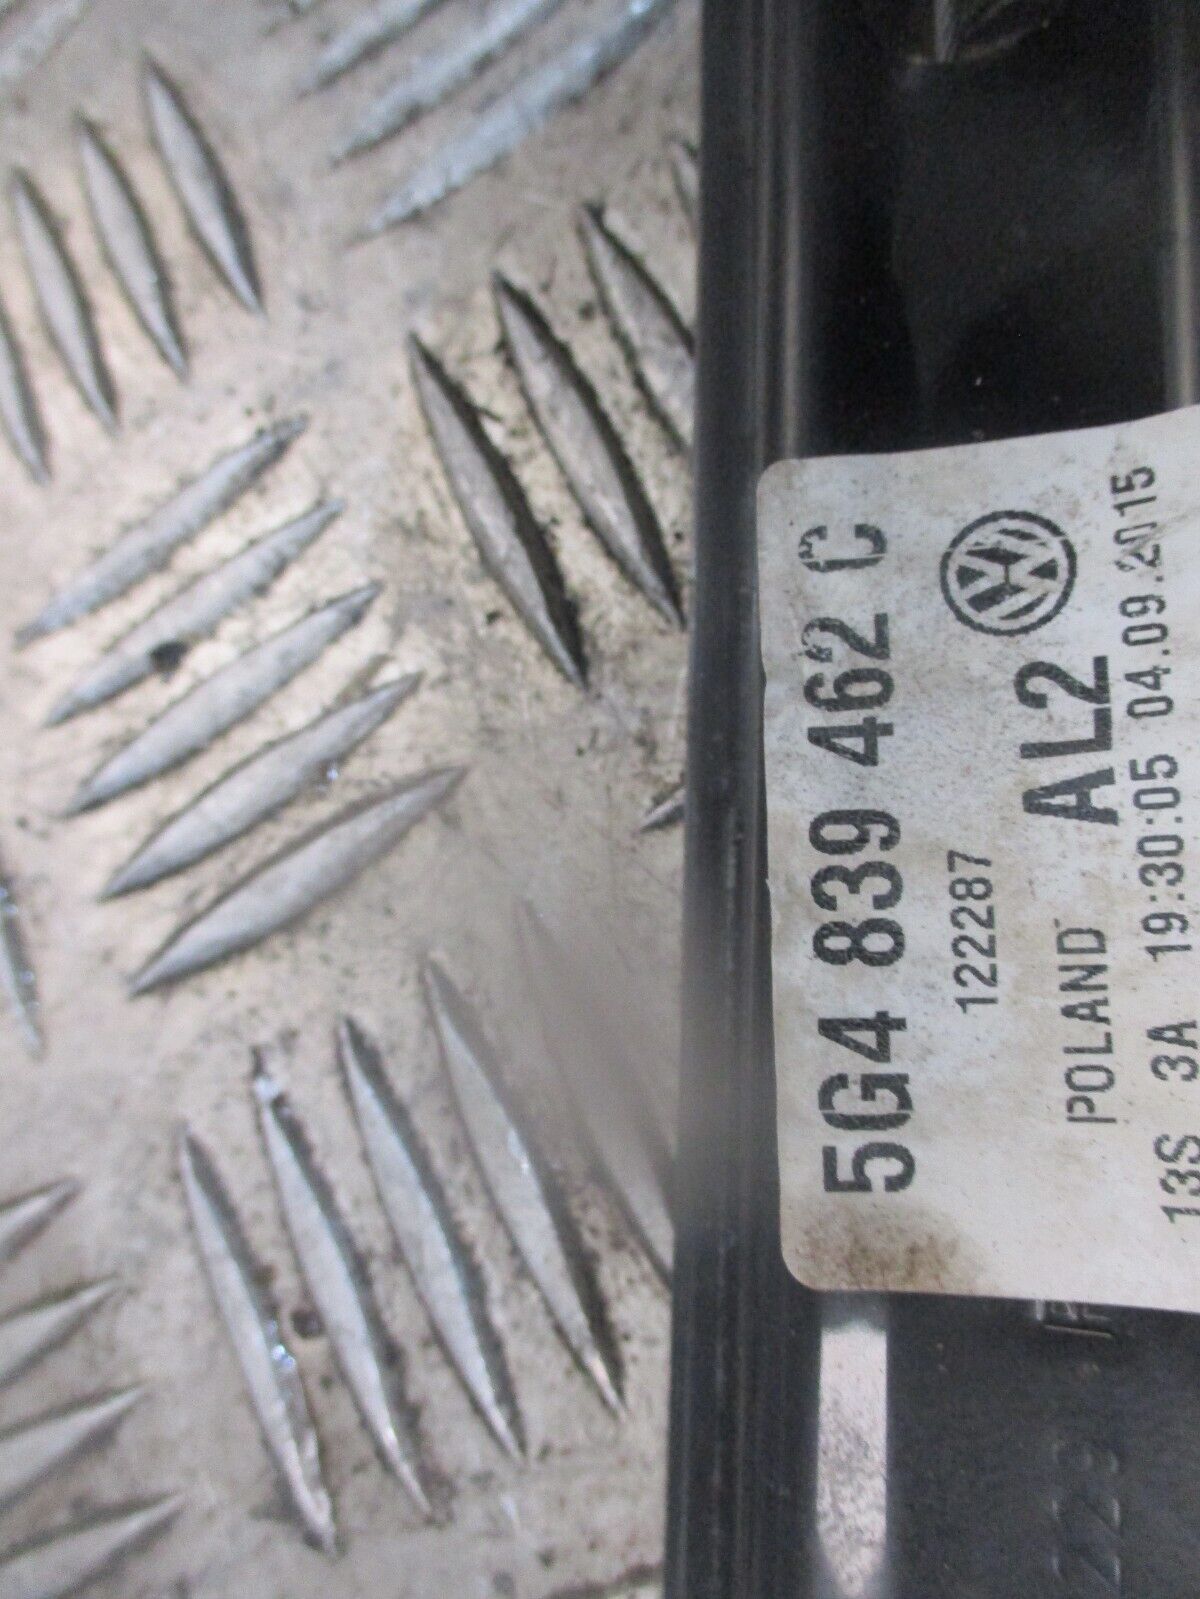 5G4 839 462 C
122287
AL2
POLAND
19:30:05 04.09.2015
13S 3A